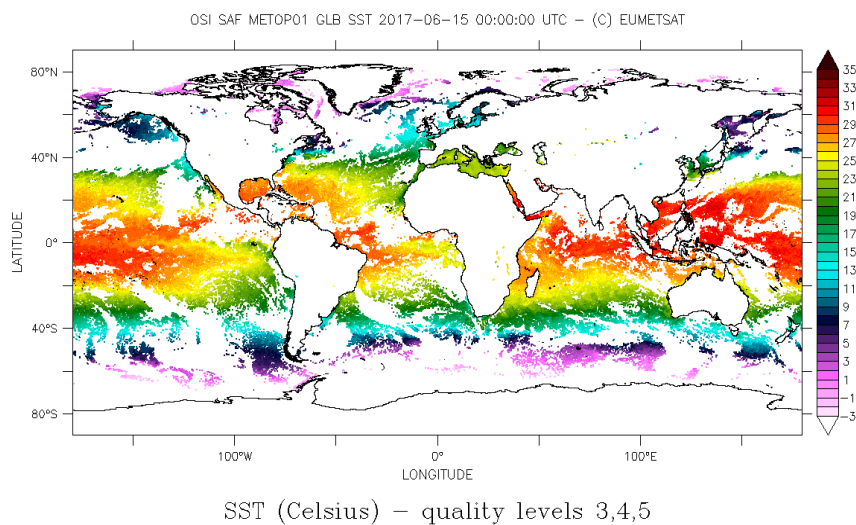 OSI SAF METOP01 GLB SST 2017-06-15 00:00:00 UTC - (C) EUMETSAT
80°N
40°N
0°
40°S
80°S
LATITUDE
100°W
0°
100°E
LONGITUDE
35
33
31
29
27
25
23
21
19
17
15
13
11
9
7
5
3
1
-1
-3
SST (Celsius) - quality levels 3,4,5